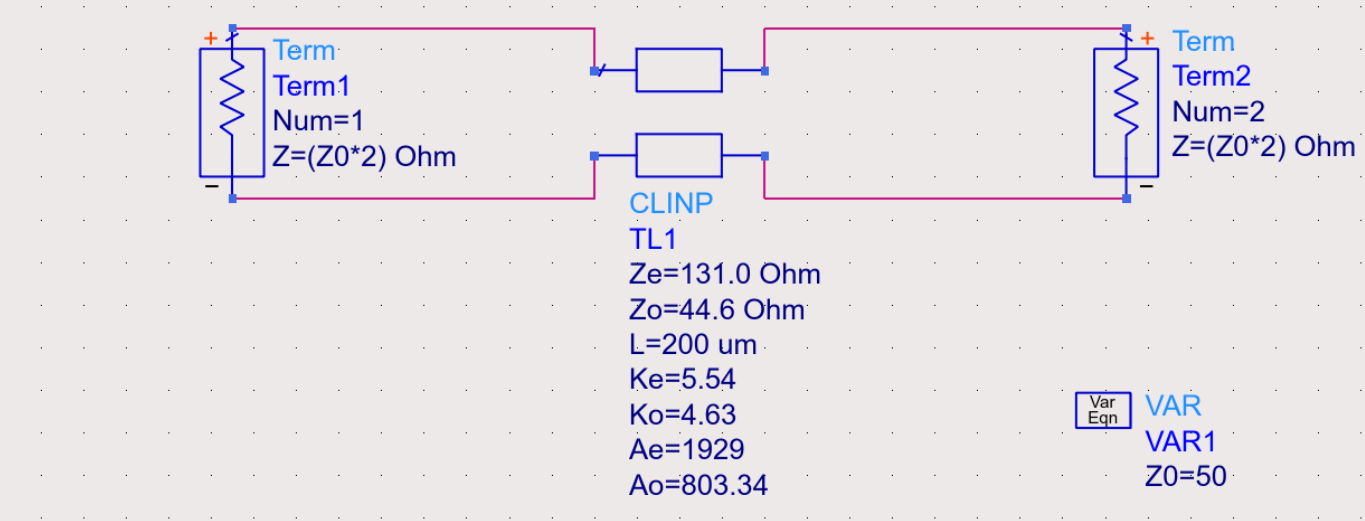 +
Term
Term1
Num=1
Z=(Z0*2) Ohm
−
+
Term
Term2
Num=2
Z=(Z0*2) Ohm
−
CLINP
TL1
Ze=131.0 Ohm
Zo=44.6 Ohm
L=200 um
Ke=5.54
Ko=4.63
Ae=1929
Ao=803.34
Var
Eqn
VAR
VAR1
Z0=50